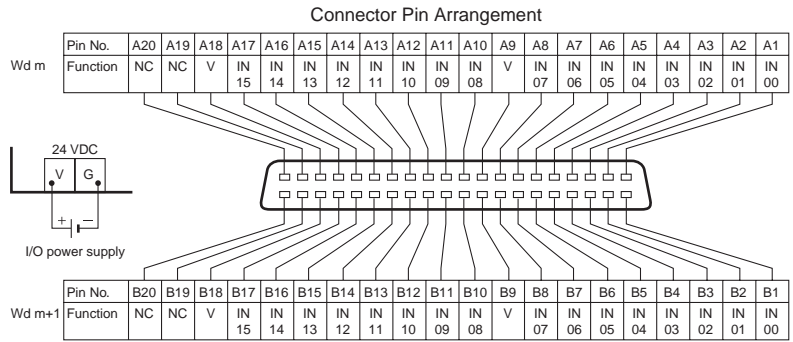 Connector Pin Arrangement
Pin No. A20 A19 A18 A17 A16 A15 A14 A13 A12 A11 A10 A9 A8 A7 A6 A5 A4 A3 A2 A1
Wd m Function NC NC V IN IN IN IN IN IN IN IN V IN IN IN IN IN IN IN IN
15 14 13 12 11 10 09 08 07 06 05 04 03 02 01 00
24 VDC
V G
+ −
I/O power supply
Pin No. B20 B19 B18 B17 B16 B15 B14 B13 B12 B11 B10 B9 B8 B7 B6 B5 B4 B3 B2 B1
Wd m+1 Function NC NC V IN IN IN IN IN IN IN IN V IN IN IN IN IN IN IN IN
15 14 13 12 11 10 09 08 07 06 05 04 03 02 01 00